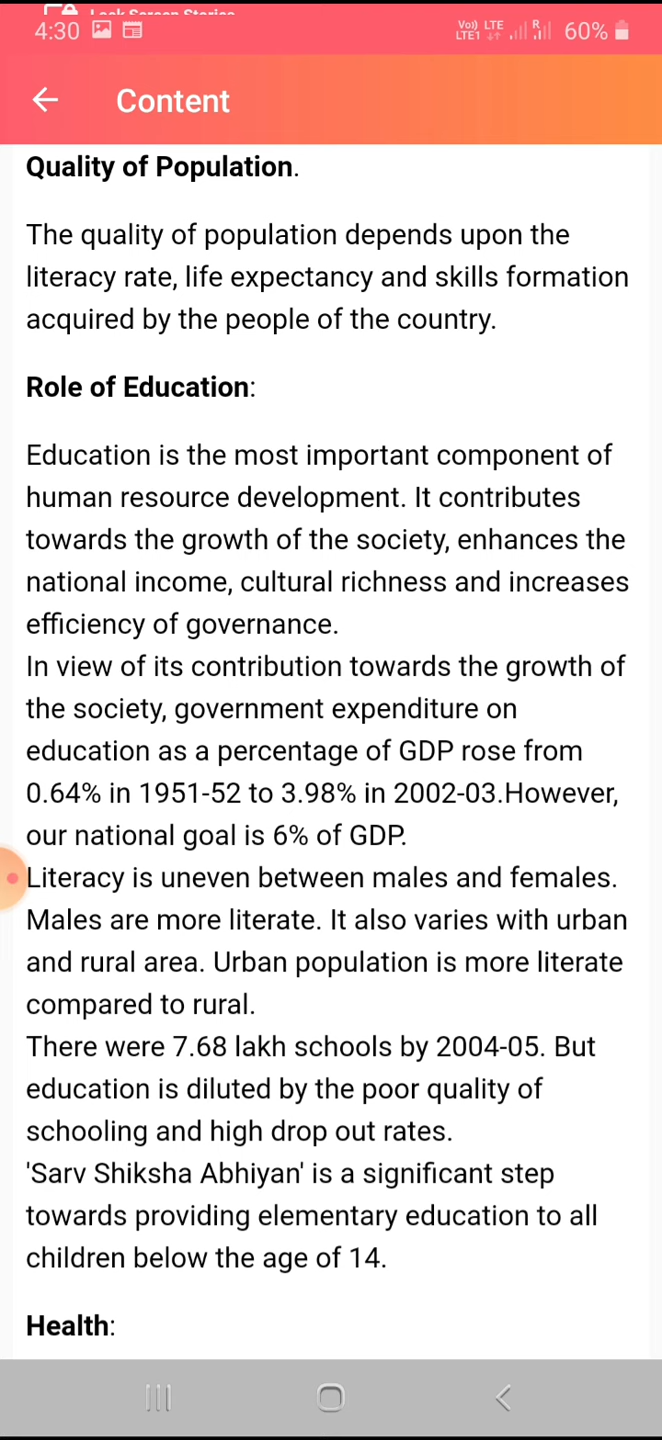 Lock Screen Stories
4:30
Vo) LTE R 60%
LTE1
Content
Quality of Population.
The quality of population depends upon the
literacy rate, life expectancy and skills formation
acquired by the people of the country.
Role of Education:
Education is the most important component of
human resource development. It contributes
towards the growth of the society, enhances the
national income, cultural richness and increases
efficiency of governance.
In view of its contribution towards the growth of
the society, government expenditure on
education as a percentage of GDP rose from
0.64% in 1951-52 to 3.98% in 2002-03.However,
our national goal is 6% of GDP.
Literacy is uneven between males and females.
Males are more literate. It also varies with urban
and rural area. Urban population is more literate
compared to rural.
There were 7.68 lakh schools by 2004-05. But
education is diluted by the poor quality of
schooling and high drop out rates.
'Sarv Shiksha Abhiyan' is a significant step
towards providing elementary education to all
children below the age of 14.
Health: